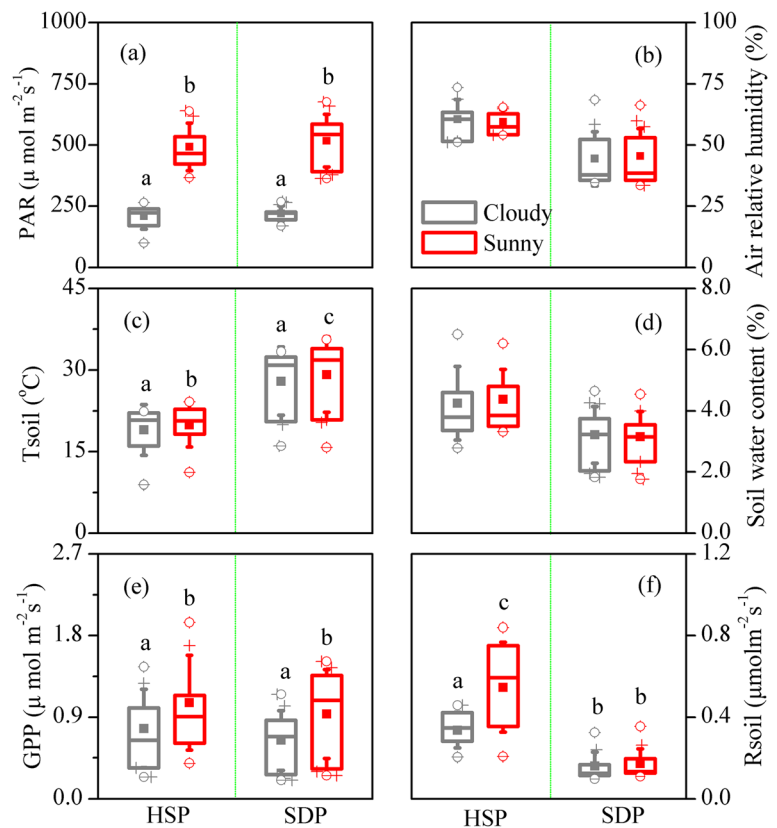 1000
750
500
250
0
PAR (μ mol m⁻²s⁻¹)
(a)
a
b
a
b
(b)
100
75
50
25
0
Air relative humidity (%)
Cloudy
Sunny
45
30
15
0
Tsoil (°C)
(c)
a
b
a
c
(d)
8.0
6.0
4.0
2.0
0.0
Soil water content (%)
2.7
1.8
0.9
0.0
GPP (μ mol m⁻²s⁻¹)
(e)
a
b
a
b
HSP SDP
(f)
a
c
b
b
1.2
0.8
0.4
0.0
Rsoil (μmolm⁻²s⁻¹)
HSP SDP